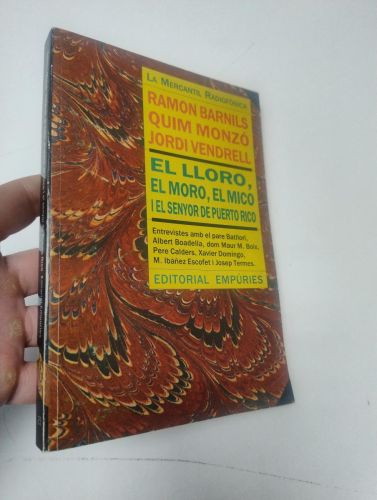 LA MERCANTIL RADIOFÒNICA
RAMON BARNILS
QUIM MONZÓ
JORDI VENDRELL
EL LLORO,
EL MORO, EL MICO
I EL SENYOR DE PUERTO RICO
Entrevistes amb el pare Batllori,
Albert Boadella, dom Maur M. Boix,
Pere Calders, Xavier Domingo,
M. Ibáñez Escofet i Josep Termes.
EDITORIAL EMPÚRIES